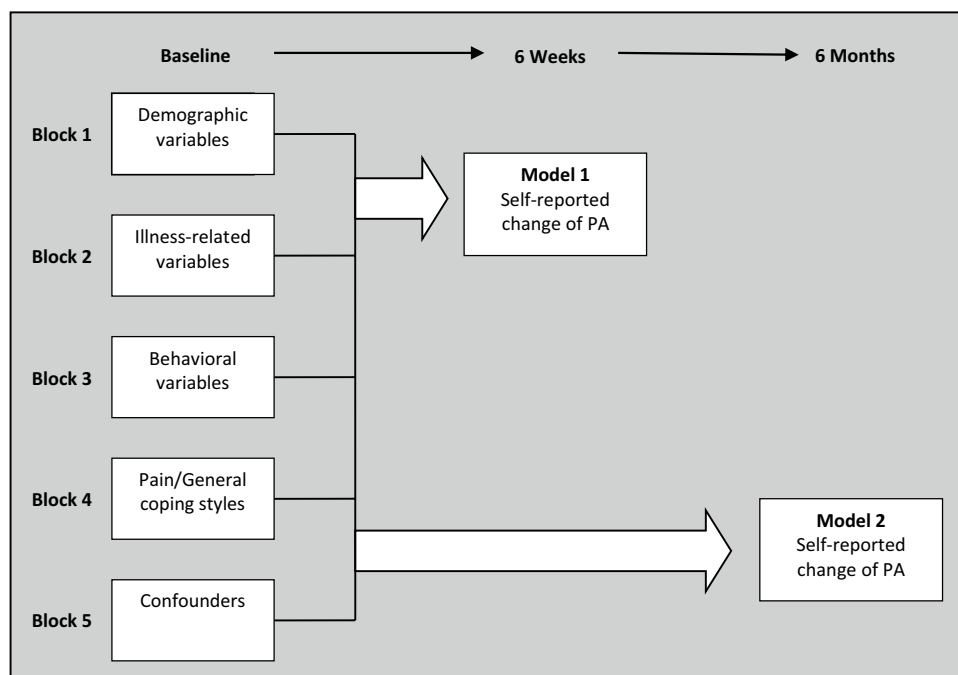 Baseline
6 Weeks
6 Months
Block 1
Demographic
variables
Model 1
Self-reported
change of PA
Block 2
Illness-related
variables
Block 3
Behavioral
variables
Block 4
Pain/General
coping styles
Model 2
Self-reported
change of PA
Block 5
Confounders